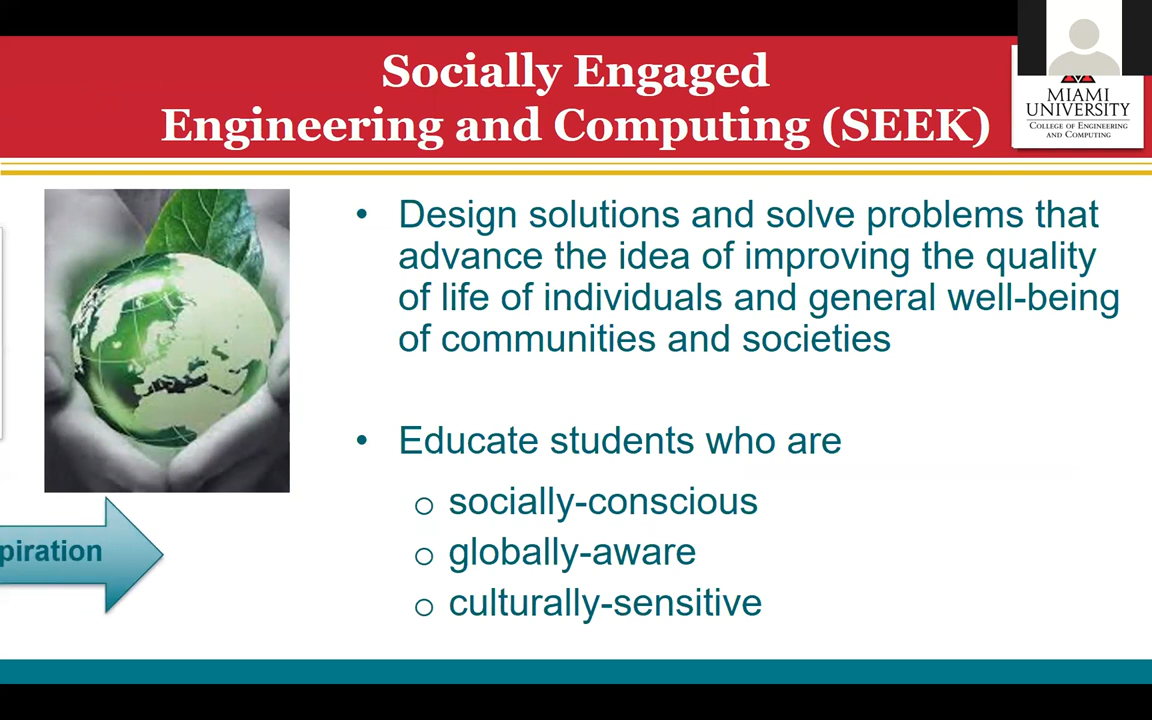 Socially Engaged
Engineering and Computing (SEEK)
MIAMI
UNIVERSITY
COLLEGE OF ENGINEERING
AND COMPUTING
• Design solutions and solve problems that
advance the idea of improving the quality
of life of individuals and general well-being
of communities and societies
• Educate students who are
o socially-conscious
o globally-aware
o culturally-sensitive
piration